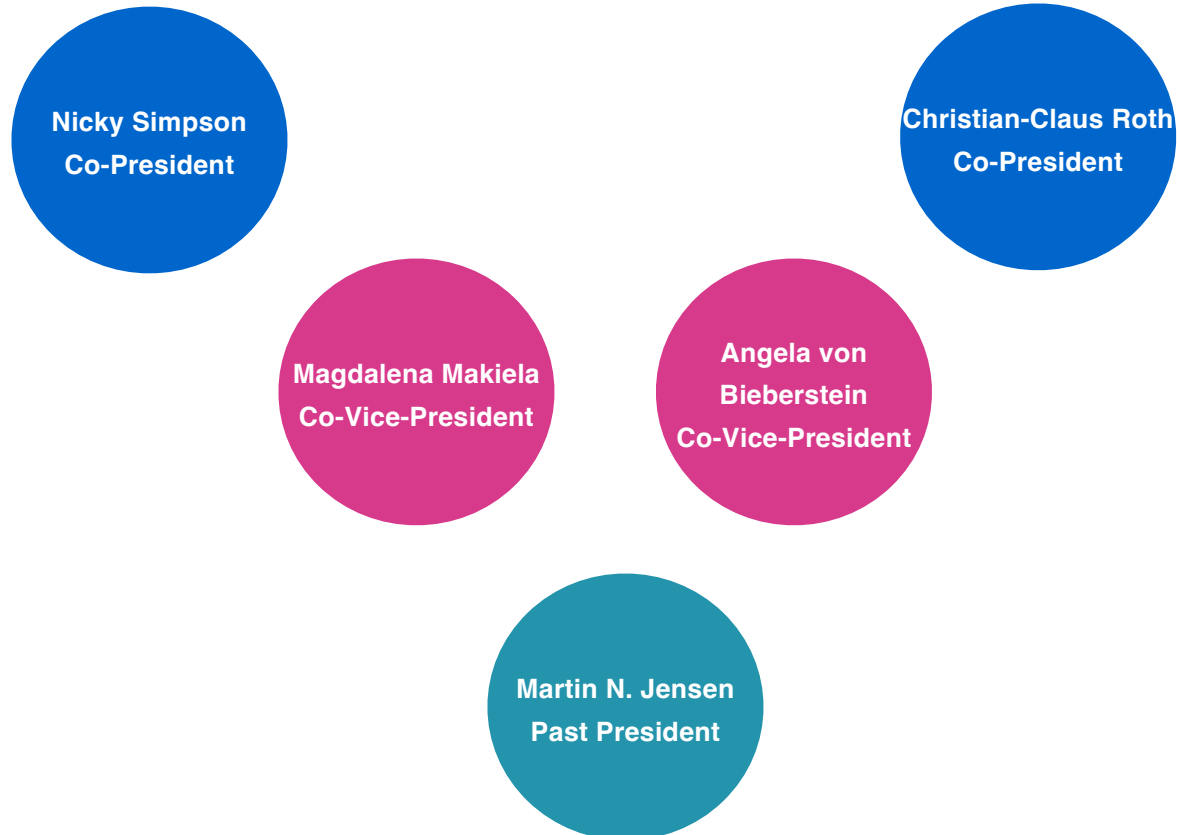 Nicky Simpson
Co-President
Christian-Claus Roth
Co-President
Magdalena Makiela
Co-Vice-President
Angela von
Bieberstein
Co-Vice-President
Martin N. Jensen
Past President